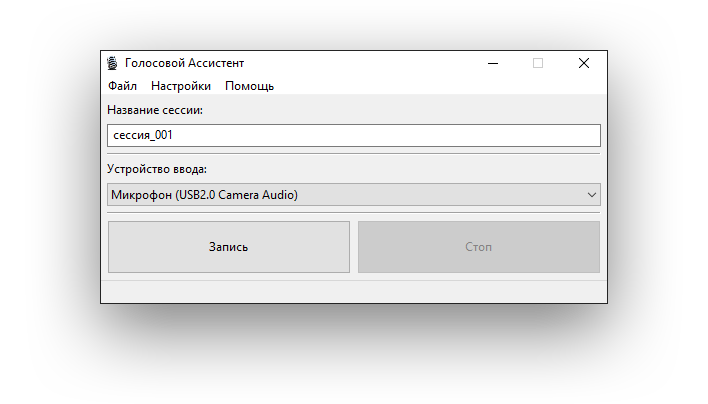 Голосовой Ассистент
Файл Настройки Помощь
Название сессии:
сессия_001
Устройство ввода:
Микрофон (USB2.0 Camera Audio)
Запись Стоп